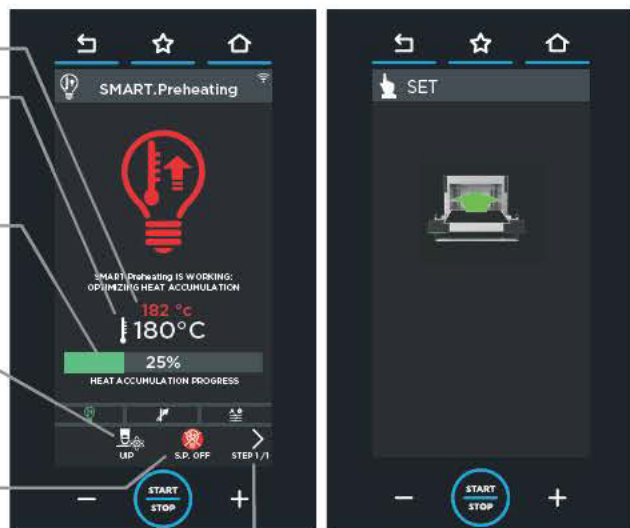 SMART.Preheating
SMART.Preheating IS WORKING:
OPTIMIZING HEAT ACCUMULATION
182 °c
180°C
25%
HEAT ACCUMULATION PROGRESS
UIP
S.P. OFF
STEP 1/1
START
STOP
SET
START
STOP